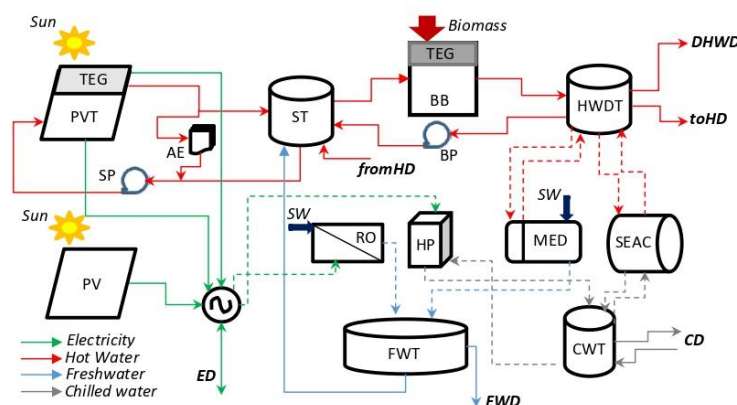 Sun
Biomass
DHWD
TEG
TEG
PVT
BB
HWDT
ST
toHD
AE
SP
BP
fromHD
Sun
SW
SW
RO
HP
MED
SEAC
PV
FWT
CWT
CD
Electricity
Hot Water
Freshwater
Chilled water
ED
FWD